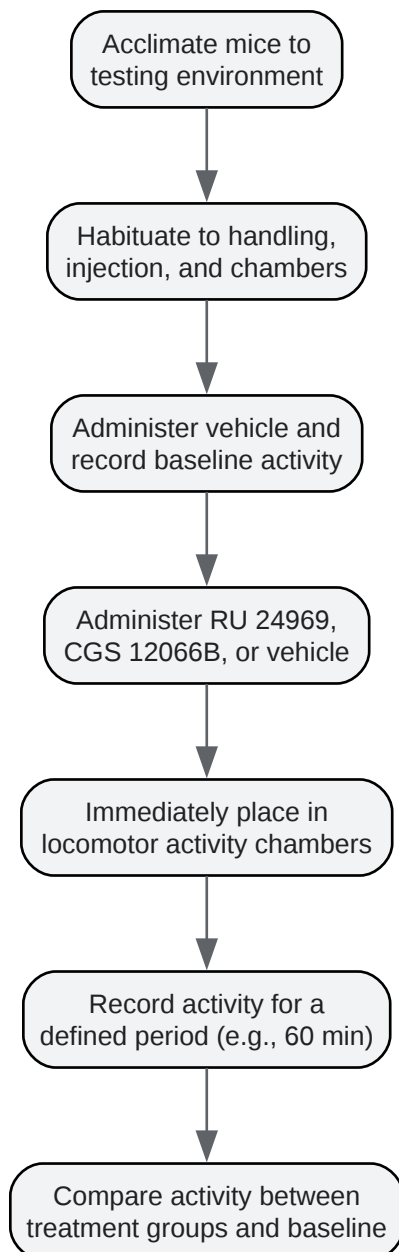 Acclimate mice to
testing environment
Habituate to handling,
injection, and chambers
Administer vehicle and
record baseline activity
Administer RU 24969,
CGS 12066B, or vehicle
Immediately place in
locomotor activity chambers
Record activity for a
defined period (e.g., 60 min)
Compare activity between
treatment groups and baseline